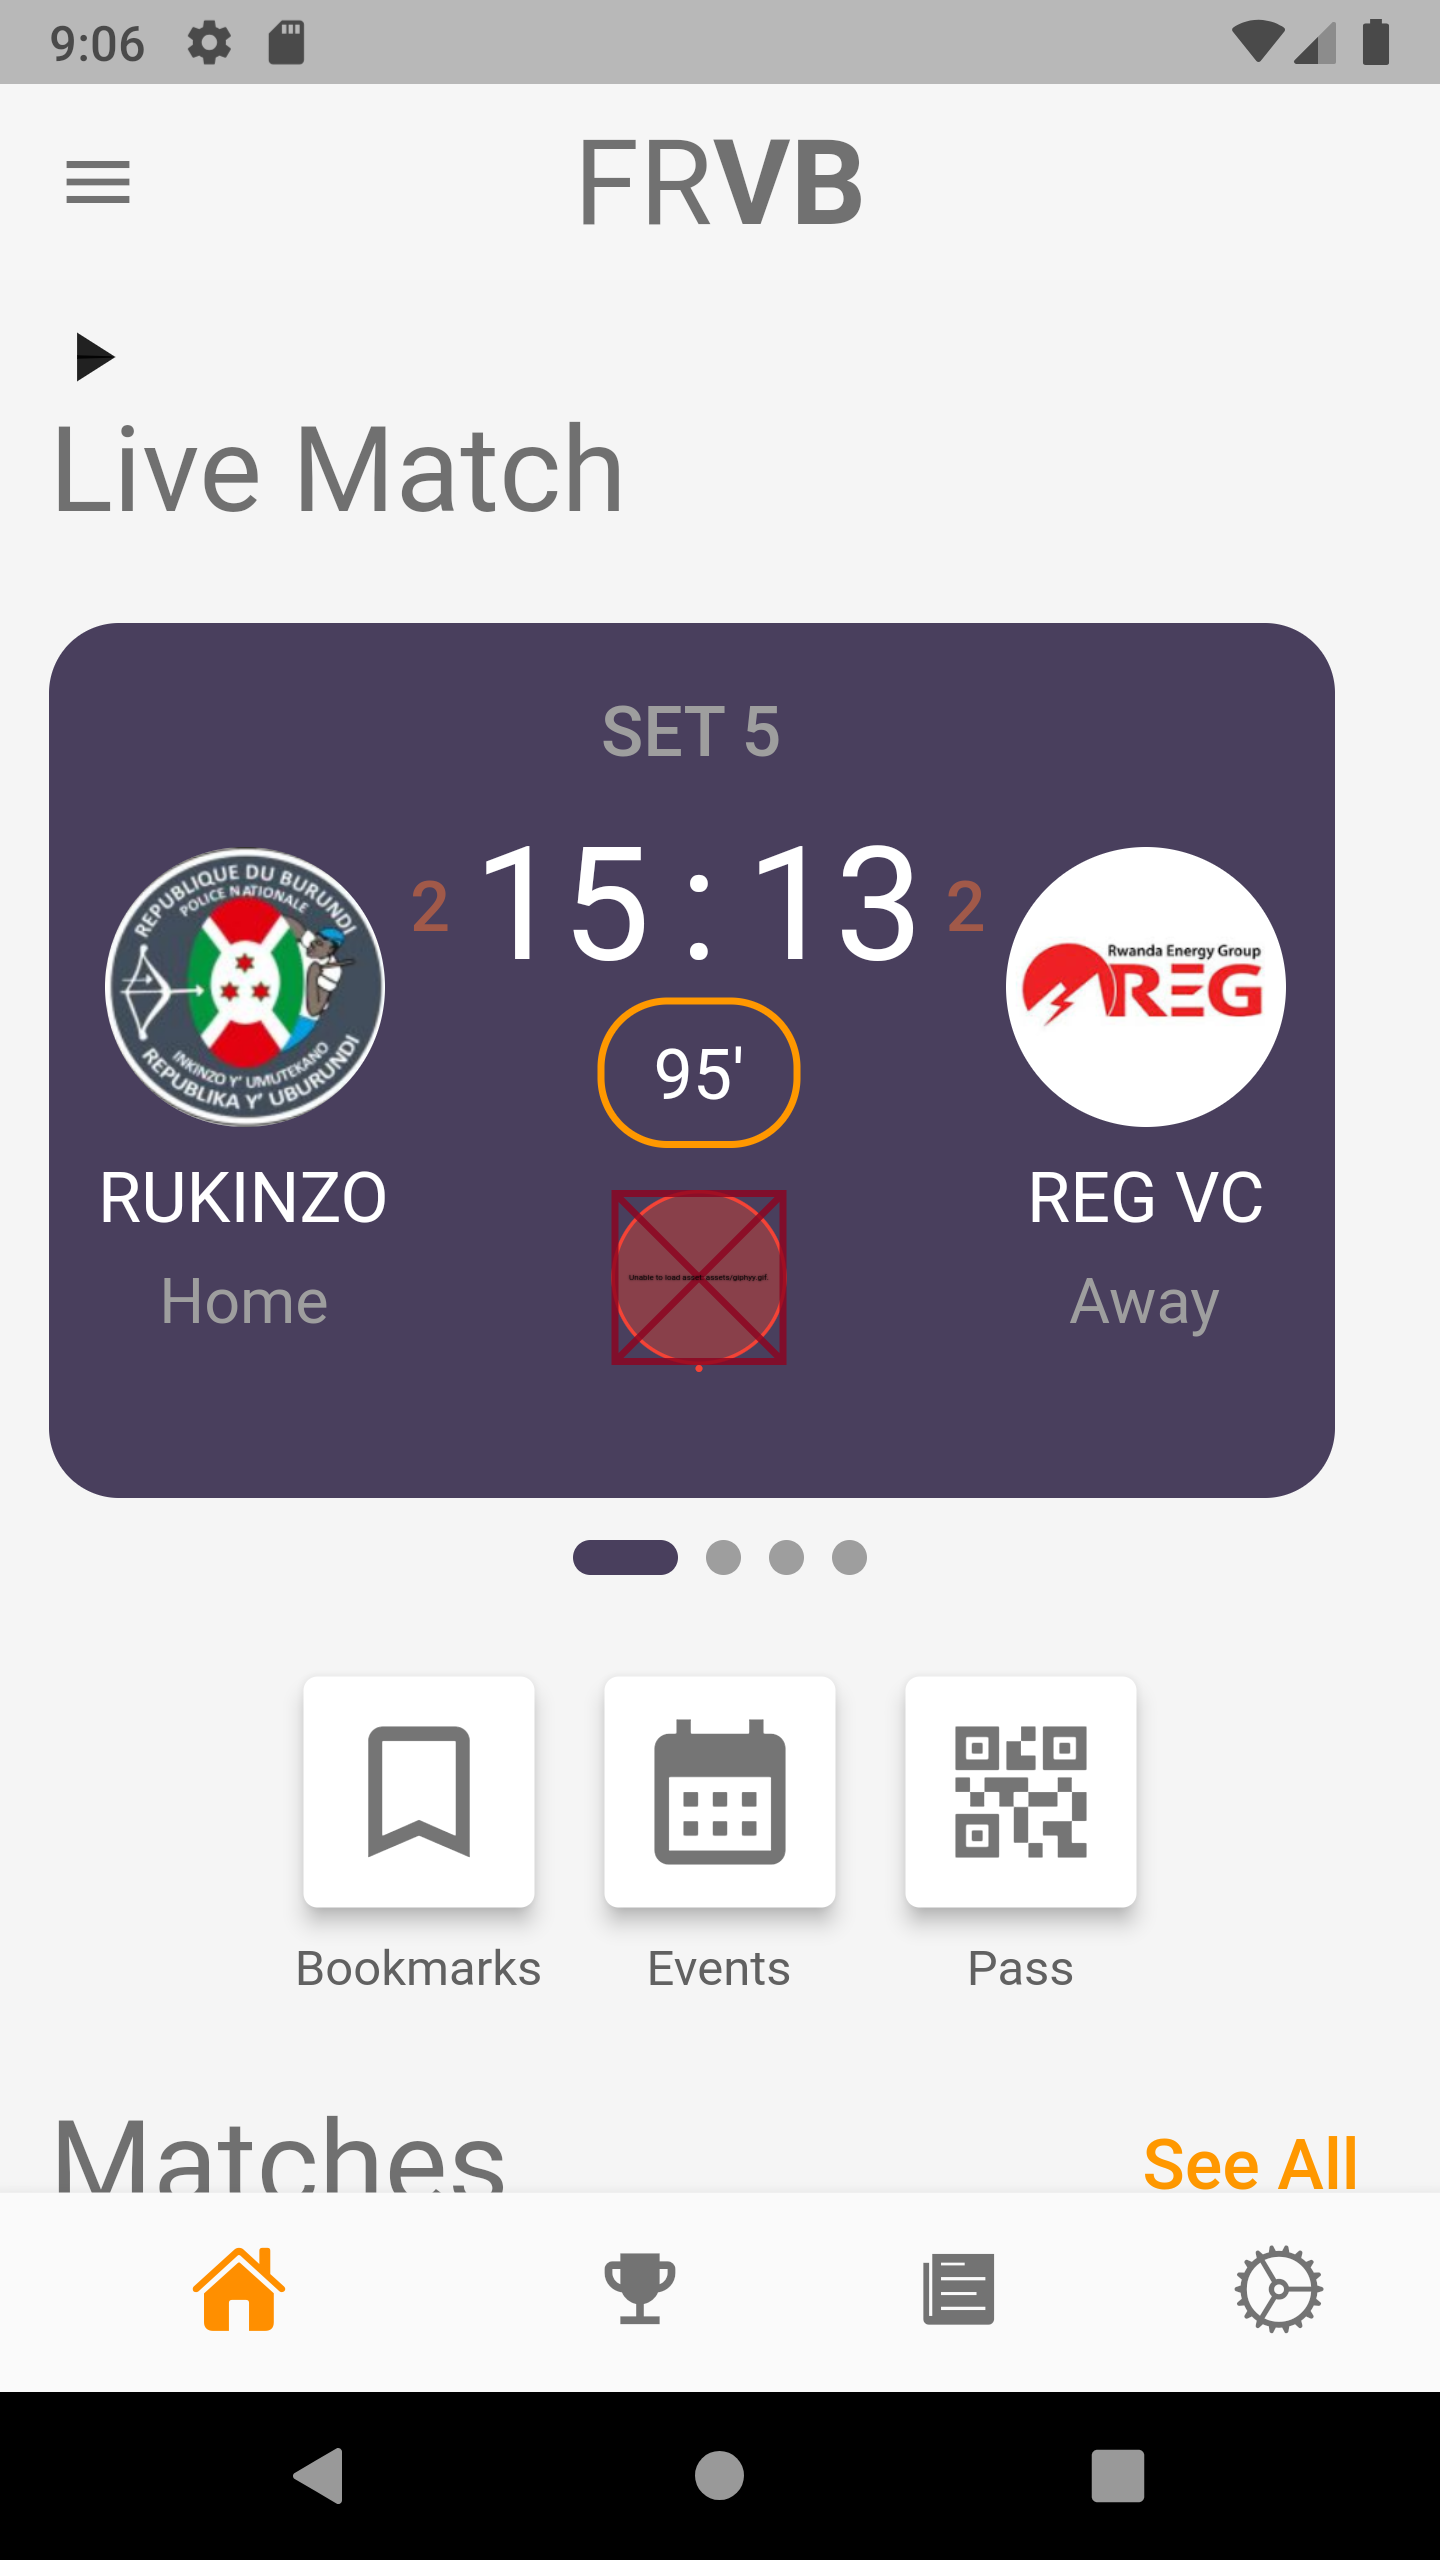 9:06
FRVB
Live Match
SET 5
2 15 : 13 2
REPUBLIQUE DU BURUNDI
POLICE NATIONALE
INKINZO Y' UMUTEKANO
REPUBLIKA Y' UBURUNDI
Rwanda Energy Group
REG
95'
RUKINZO
REG VC
Unable to load asset: assets/giphyy.gif.
Home
Away
Bookmarks
Events
Pass
Matches
See All